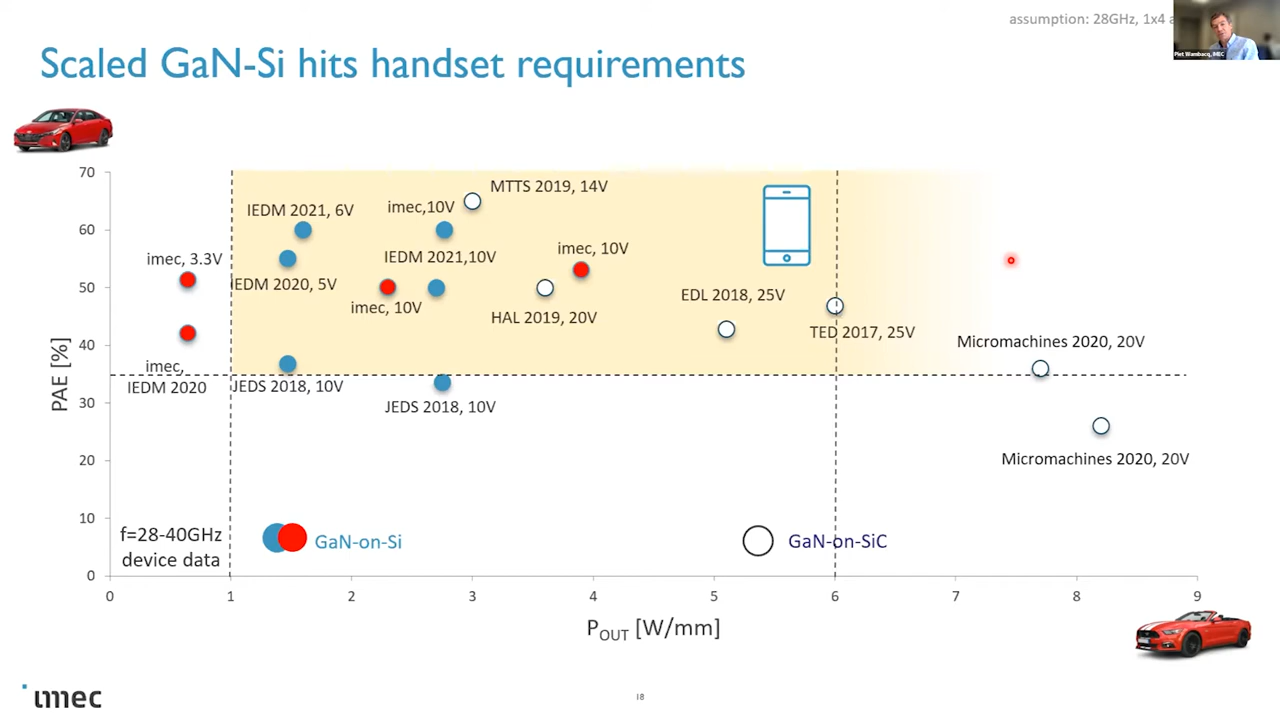 assumption: 28GHz, 1x4
Piet Wambacq, IMEC
Scaled GaN-Si hits handset requirements
70
60
50
40
30
20
10
0
PAE [%]
MTTS 2019, 14V
IEDM 2021, 6V
imec,10V
imec, 3.3V
IEDM 2021,10V
imec, 10V
IEDM 2020, 5V
imec, 10V
HAL 2019, 20V
EDL 2018, 25V
TED 2017, 25V
Micromachines 2020, 20V
imec,
IEDM 2020
JEDS 2018, 10V
JEDS 2018, 10V
Micromachines 2020, 20V
f=28-40GHz
device data
GaN-on-Si
GaN-on-SiC
0 1 2 3 4 5 6 7 8 9
POUT [W/mm]
imec
18